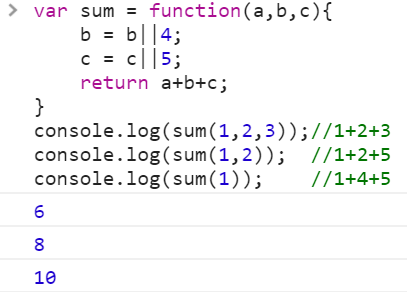 > var sum = function(a,b,c){
b = b||4;
c = c||5;
return a+b+c;
}
console.log(sum(1,2,3));//1+2+3
console.log(sum(1,2));  //1+2+5
console.log(sum(1));    //1+4+5
6
8
10